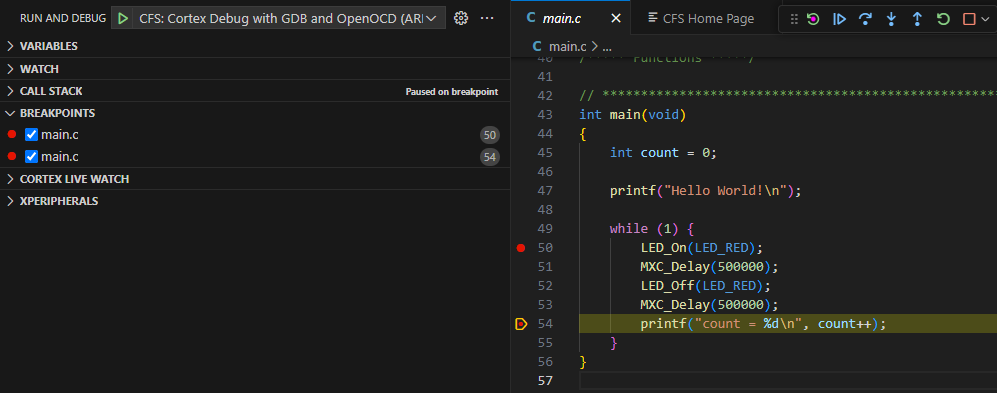 RUN AND DEBUG CFS: Cortex Debug with GDB and OpenOCD (ARI
VARIABLES
WATCH
CALL STACK Paused on breakpoint
BREAKPOINTS
main.c 50
main.c 54
CORTEX LIVE WATCH
XPERIPHERALS
C main.c CFS Home Page
C main.c > ...
41
42 // ****************************************************
43 int main(void)
44 {
45 int count = 0;
46
47 printf("Hello World!\n");
48
49 while (1) {
50 LED_On(LED_RED);
51 MXC_Delay(500000);
52 LED_Off(LED_RED);
53 MXC_Delay(500000);
54 printf("count = %d\n", count++);
55 }
56 }
57